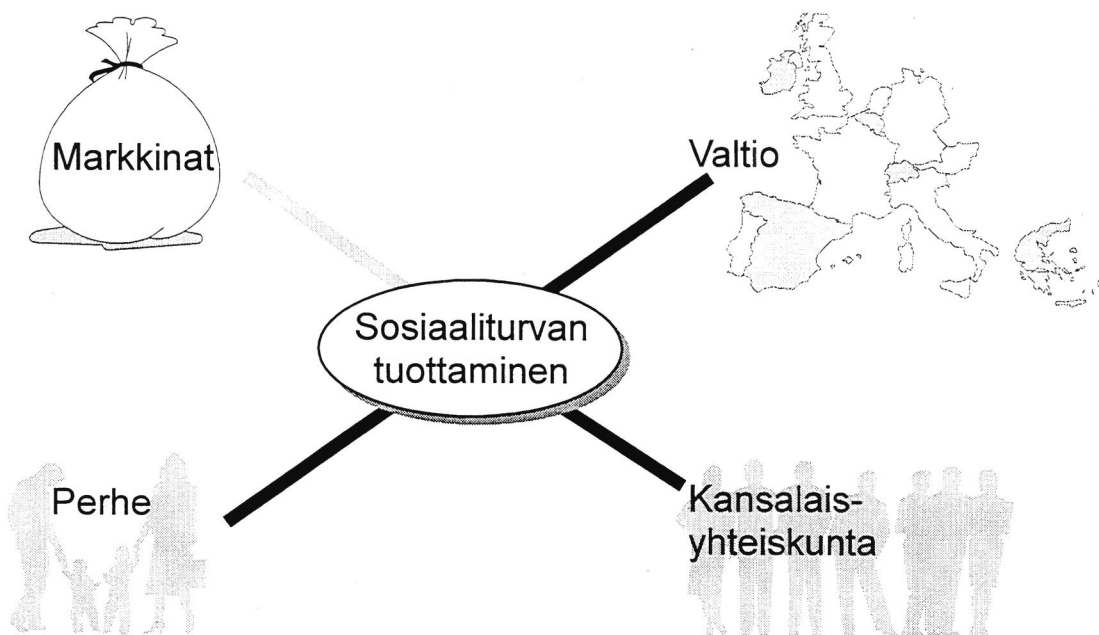 Markkinat
Valtio
Sosiaaliturvan
tuottaminen
Perhe
Kansalais-
yhteiskunta